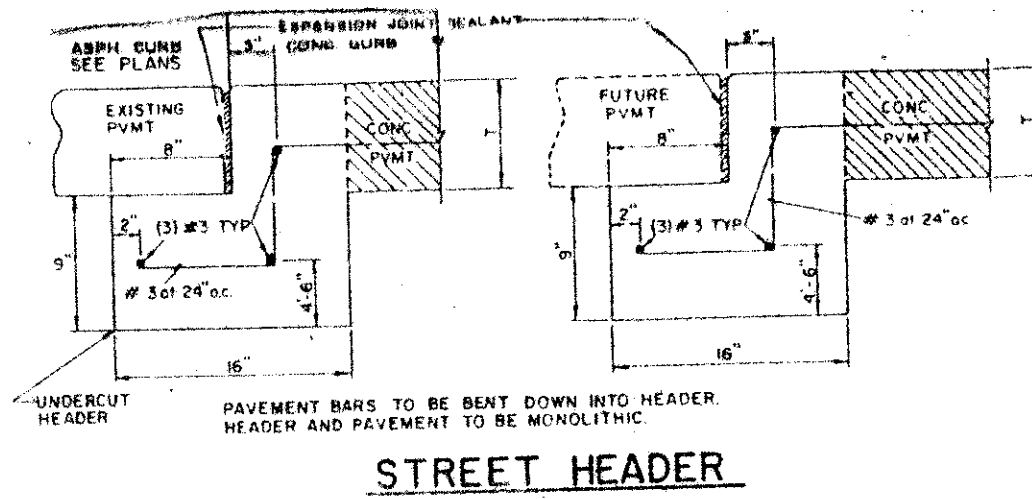 EXPANSION JOINT SEALANT
ASPH. CURB
SEE PLANS
3"
CONC. CURB
3"
EXISTING
PVMT
8"
CONC
PVMT
T
FUTURE
PVMT
8"
CONC
PVMT
T
2"
(3) #3 TYP
9"
# 3 at 24" o.c.
4'-6"
16"
2"
(3) #3 TYP
# 3 at 24" oc
9"
4'-6"
16"
UNDERCUT
HEADER
PAVEMENT BARS TO BE BENT DOWN INTO HEADER.
HEADER AND PAVEMENT TO BE MONOLITHIC.
STREET HEADER